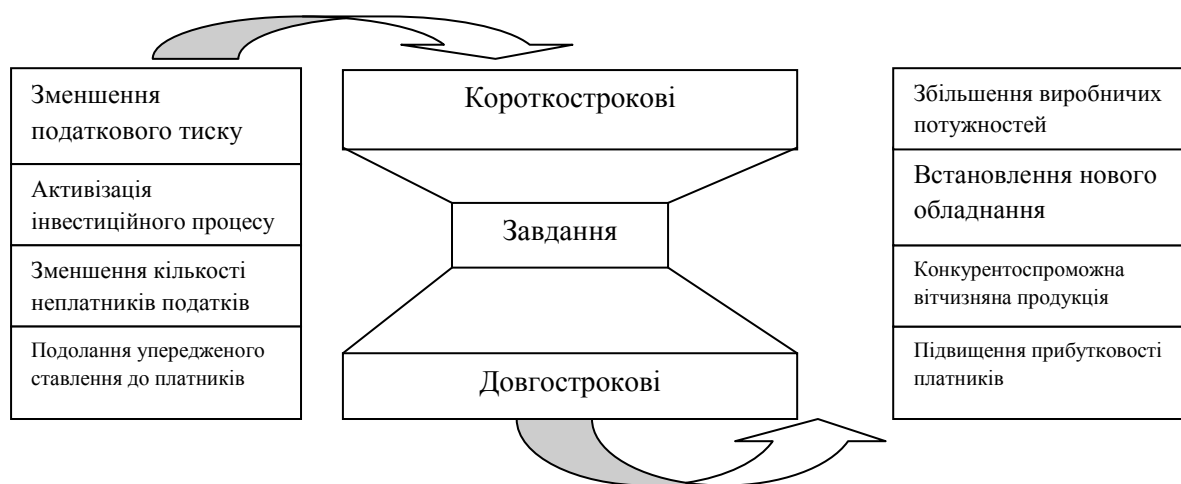 Зменшення
податкового тиску
Активізація
інвестиційного процесу
Зменшення кількості
неплатників податків
Подолання упередженого
ставлення до платників
Короткострокові
Завдання
Довгострокові
Збільшення виробничих
потужностей
Встановлення нового
обладнання
Конкурентоспроможна
вітчизняна продукція
Підвищення прибутковості
платників